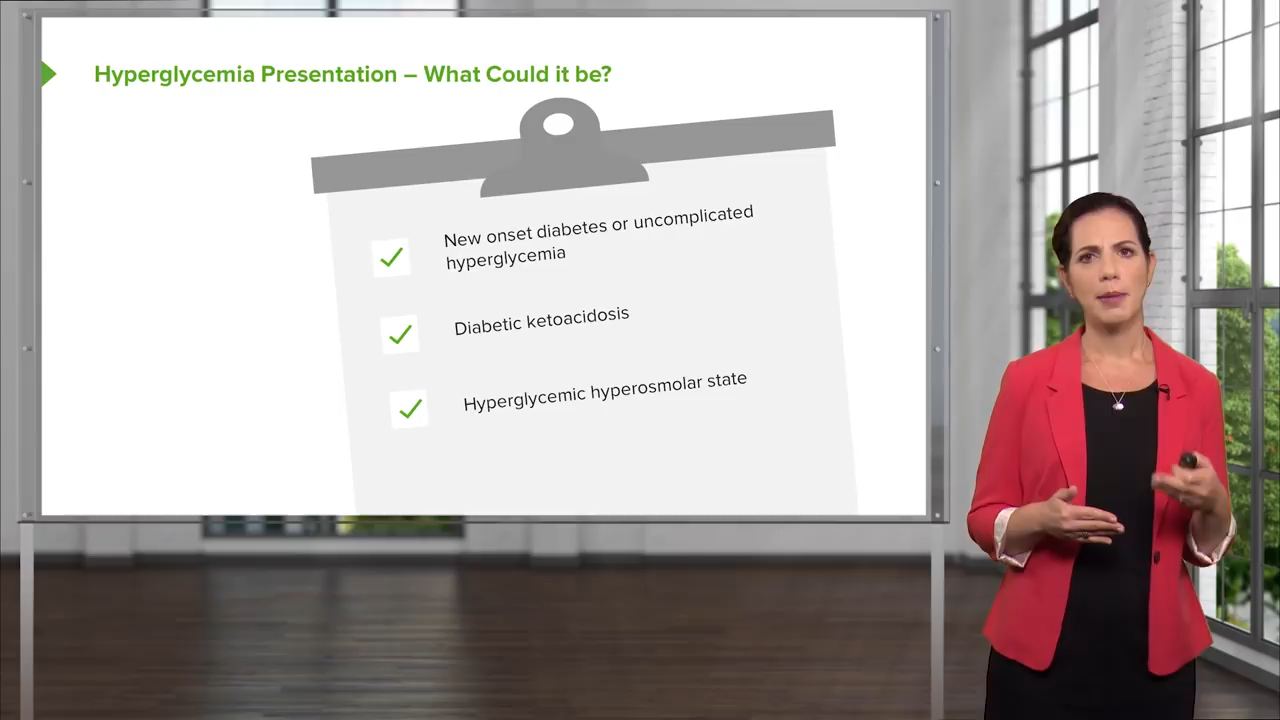 Hyperglycemia Presentation – What Could it be?
New onset diabetes or uncomplicated
hyperglycemia
Diabetic ketoacidosis
Hyperglycemic hyperosmolar state